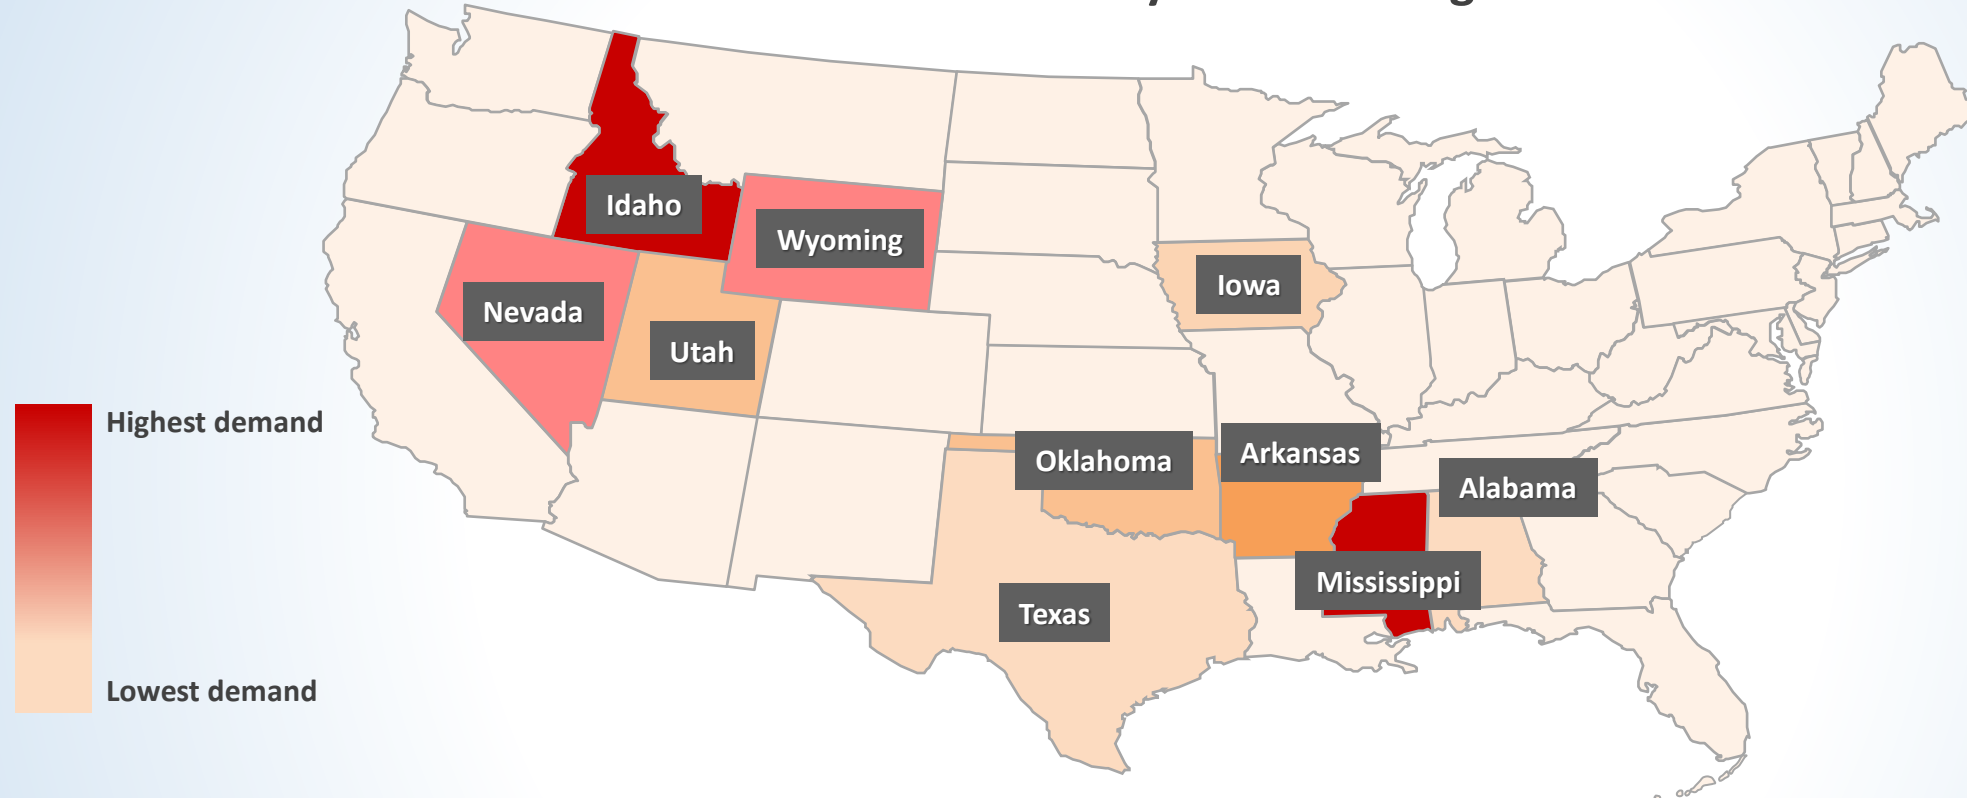 Idaho
Wyoming
Nevada
Iowa
Utah
Highest demand
Oklahoma
Arkansas
Alabama
Mississippi
Texas
Lowest demand